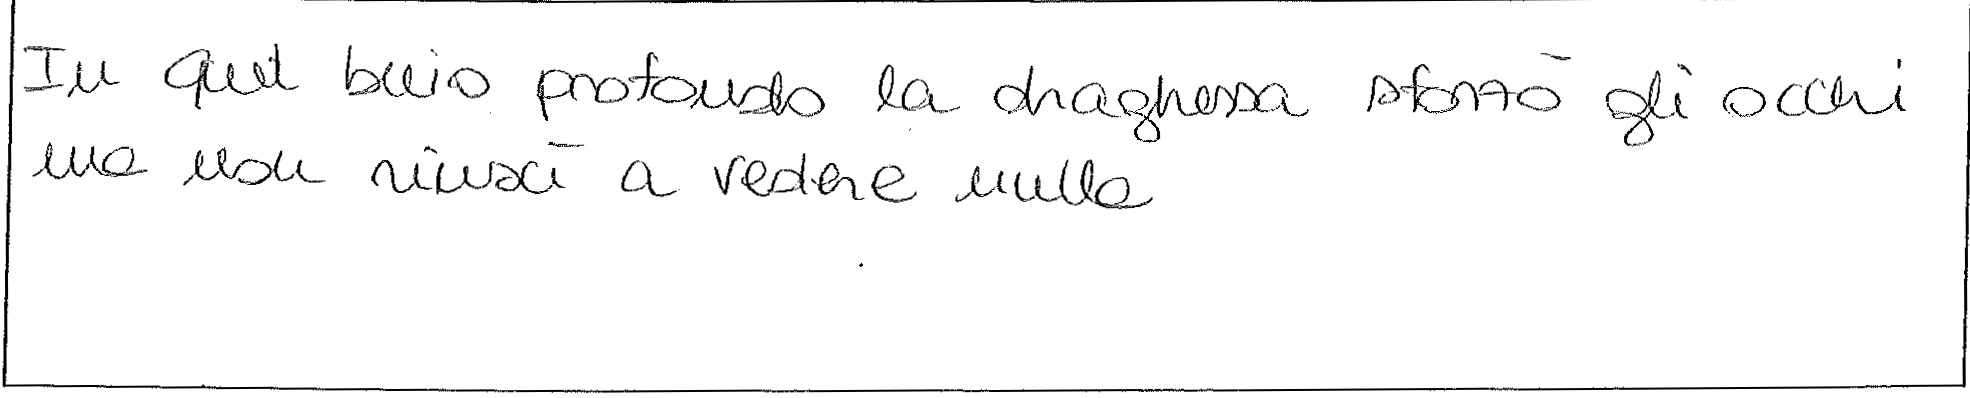 In quel buio profondo la draghessa sforzò gli occhi
ma non riuscì a vedere nulla